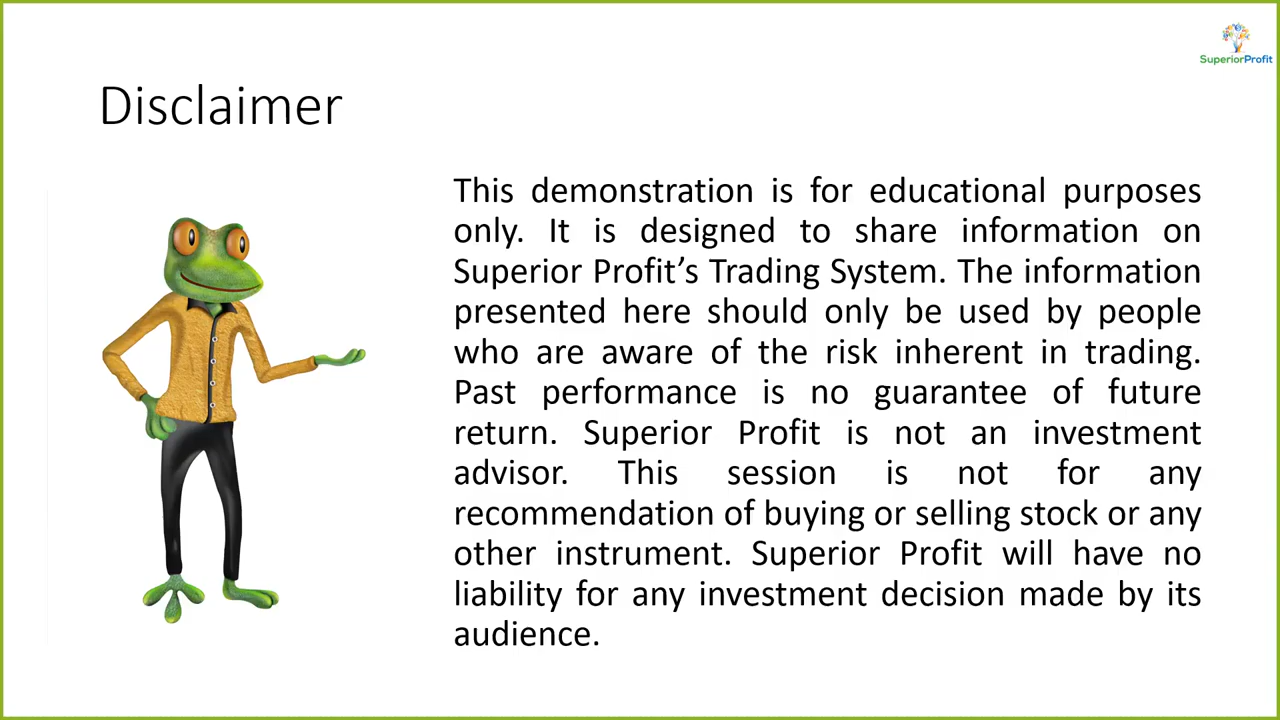 SuperiorProfit
Disclaimer
This demonstration is for educational purposes
only. It is designed to share information on
Superior Profit’s Trading System. The information
presented here should only be used by people
who are aware of the risk inherent in trading.
Past performance is no guarantee of future
return. Superior Profit is not an investment
advisor. This session is not for any
recommendation of buying or selling stock or any
other instrument. Superior Profit will have no
liability for any investment decision made by its
audience.